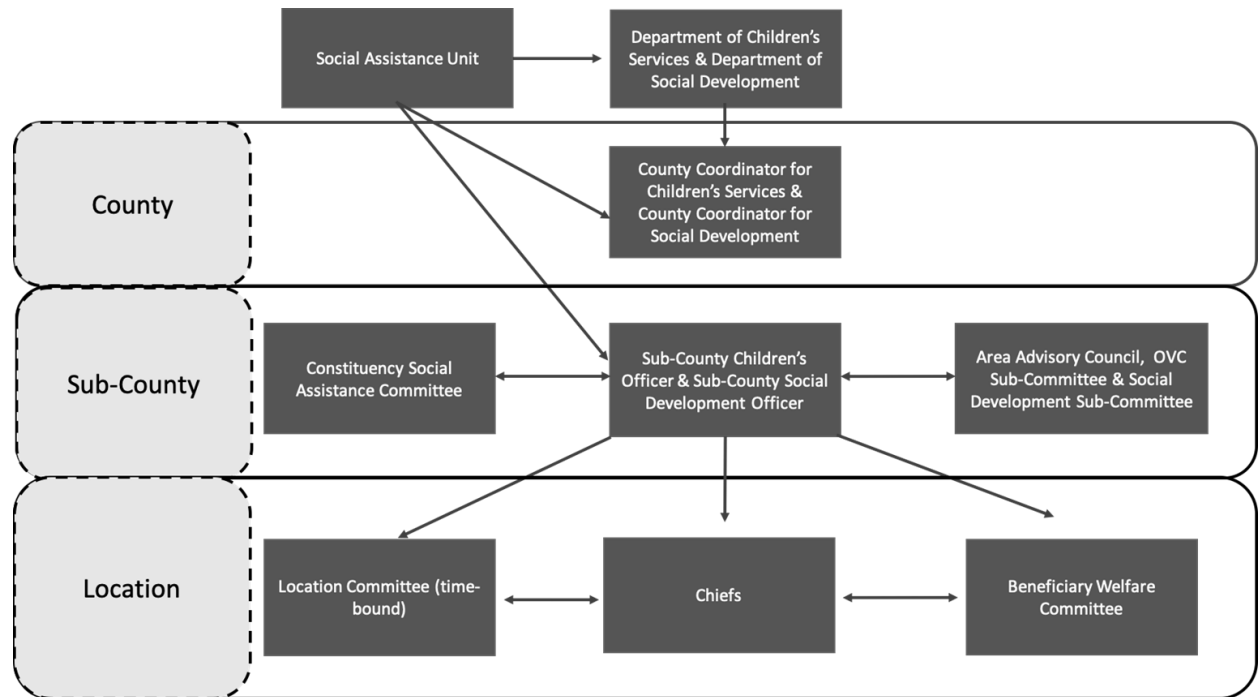 Social Assistance Unit
Department of Children's
Services & Department of
Social Development
County
County Coordinator for
Children's Services &
County Coordinator for
Social Development
Sub-County
Constituency Social
Assistance Committee
Sub-County Children's
Officer & Sub-County Social
Development Officer
Area Advisory Council, OVC
Sub-Committee & Social
Development Sub-Committee
Location
Location Committee (time-
bound)
Chiefs
Beneficiary Welfare
Committee